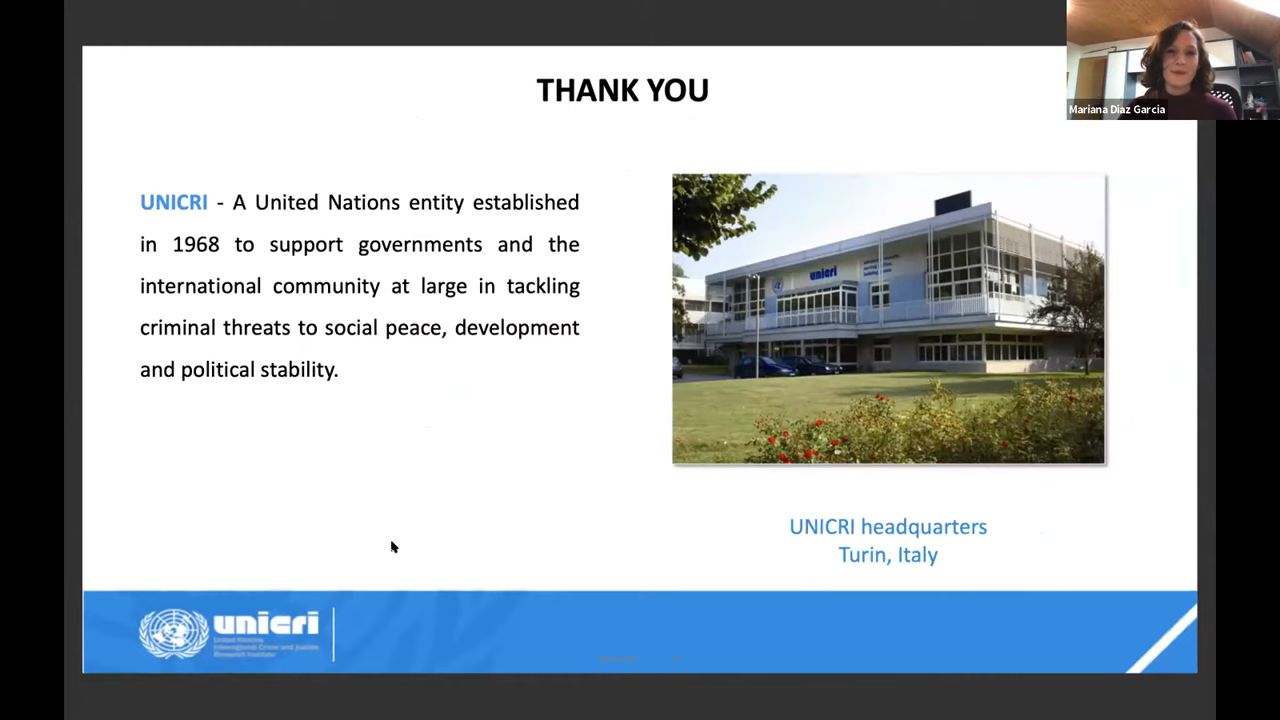 THANK YOU
Mariana Diaz Garcia
UNICRI - A United Nations entity established
in 1968 to support governments and the
international community at large in tackling
criminal threats to social peace, development
and political stability.
unicri
UNICRI headquarters
Turin, Italy
unicri
United Nations
Interregional Crime and Justice
Research Institute